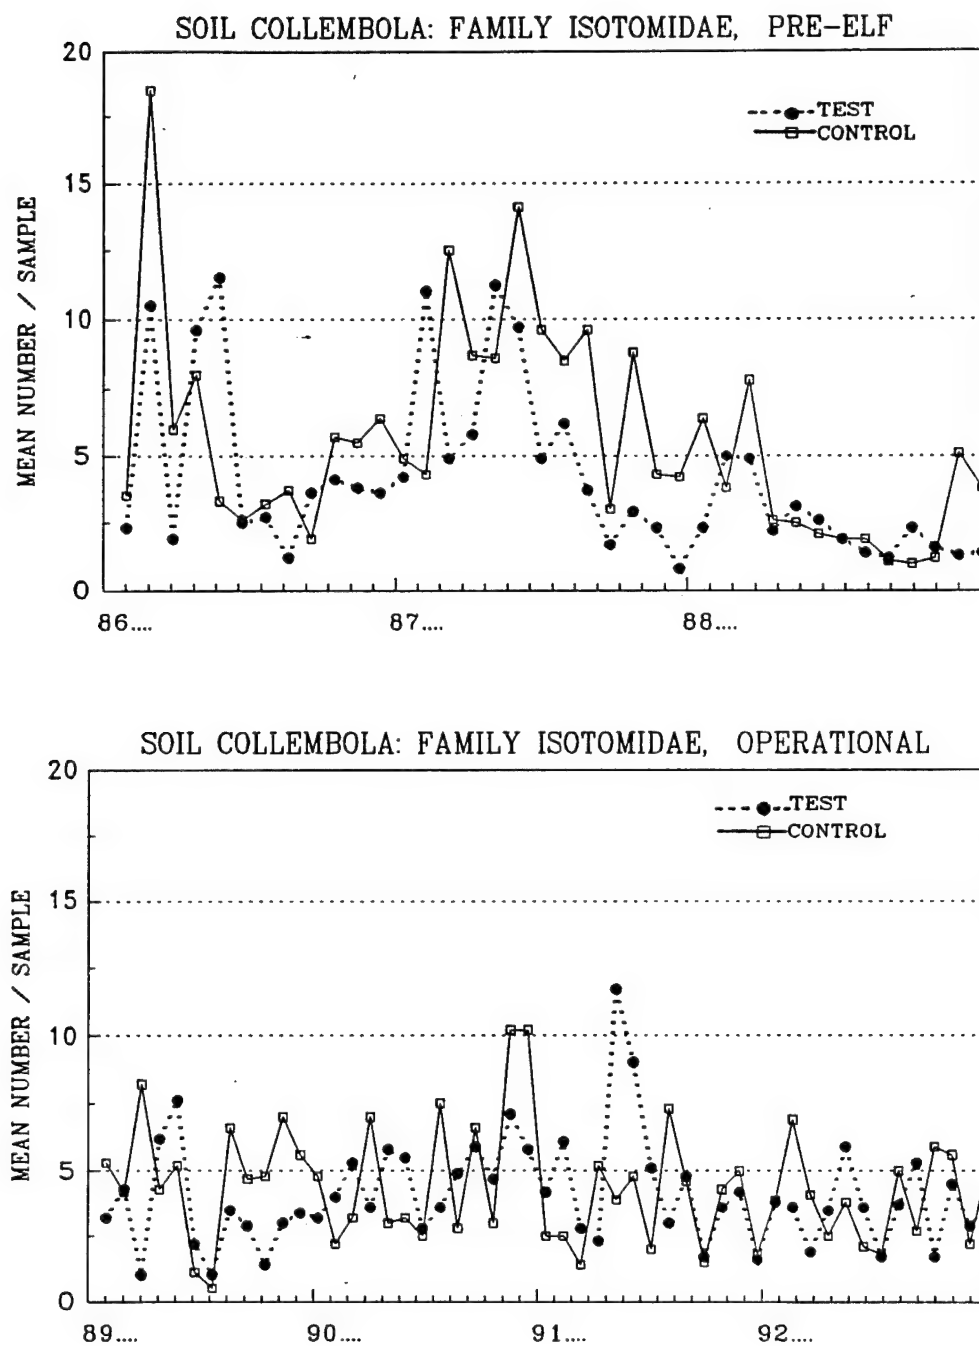 SOIL COLLEMBOLA: FAMILY ISOTOMIDAE, PRE-ELF
20
TEST
CONTROL
15
10
5
0
MEAN NUMBER / SAMPLE
86.... 87.... 88....
SOIL COLLEMBOLA: FAMILY ISOTOMIDAE, OPERATIONAL
20
TEST
CONTROL
15
10
5
0
MEAN NUMBER / SAMPLE
89.... 90.... 91.... 92....